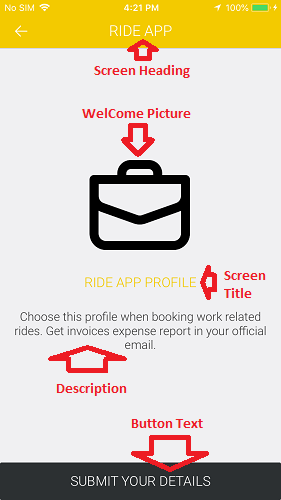 No SIM 4:21 PM 100%
RIDE APP
Screen Heading
WelCome Picture
RIDE APP PROFILE
Screen
Title
Choose this profile when booking work related
rides. Get invoices expense report in your official
email.
Description
Button Text
SUBMIT YOUR DETAILS